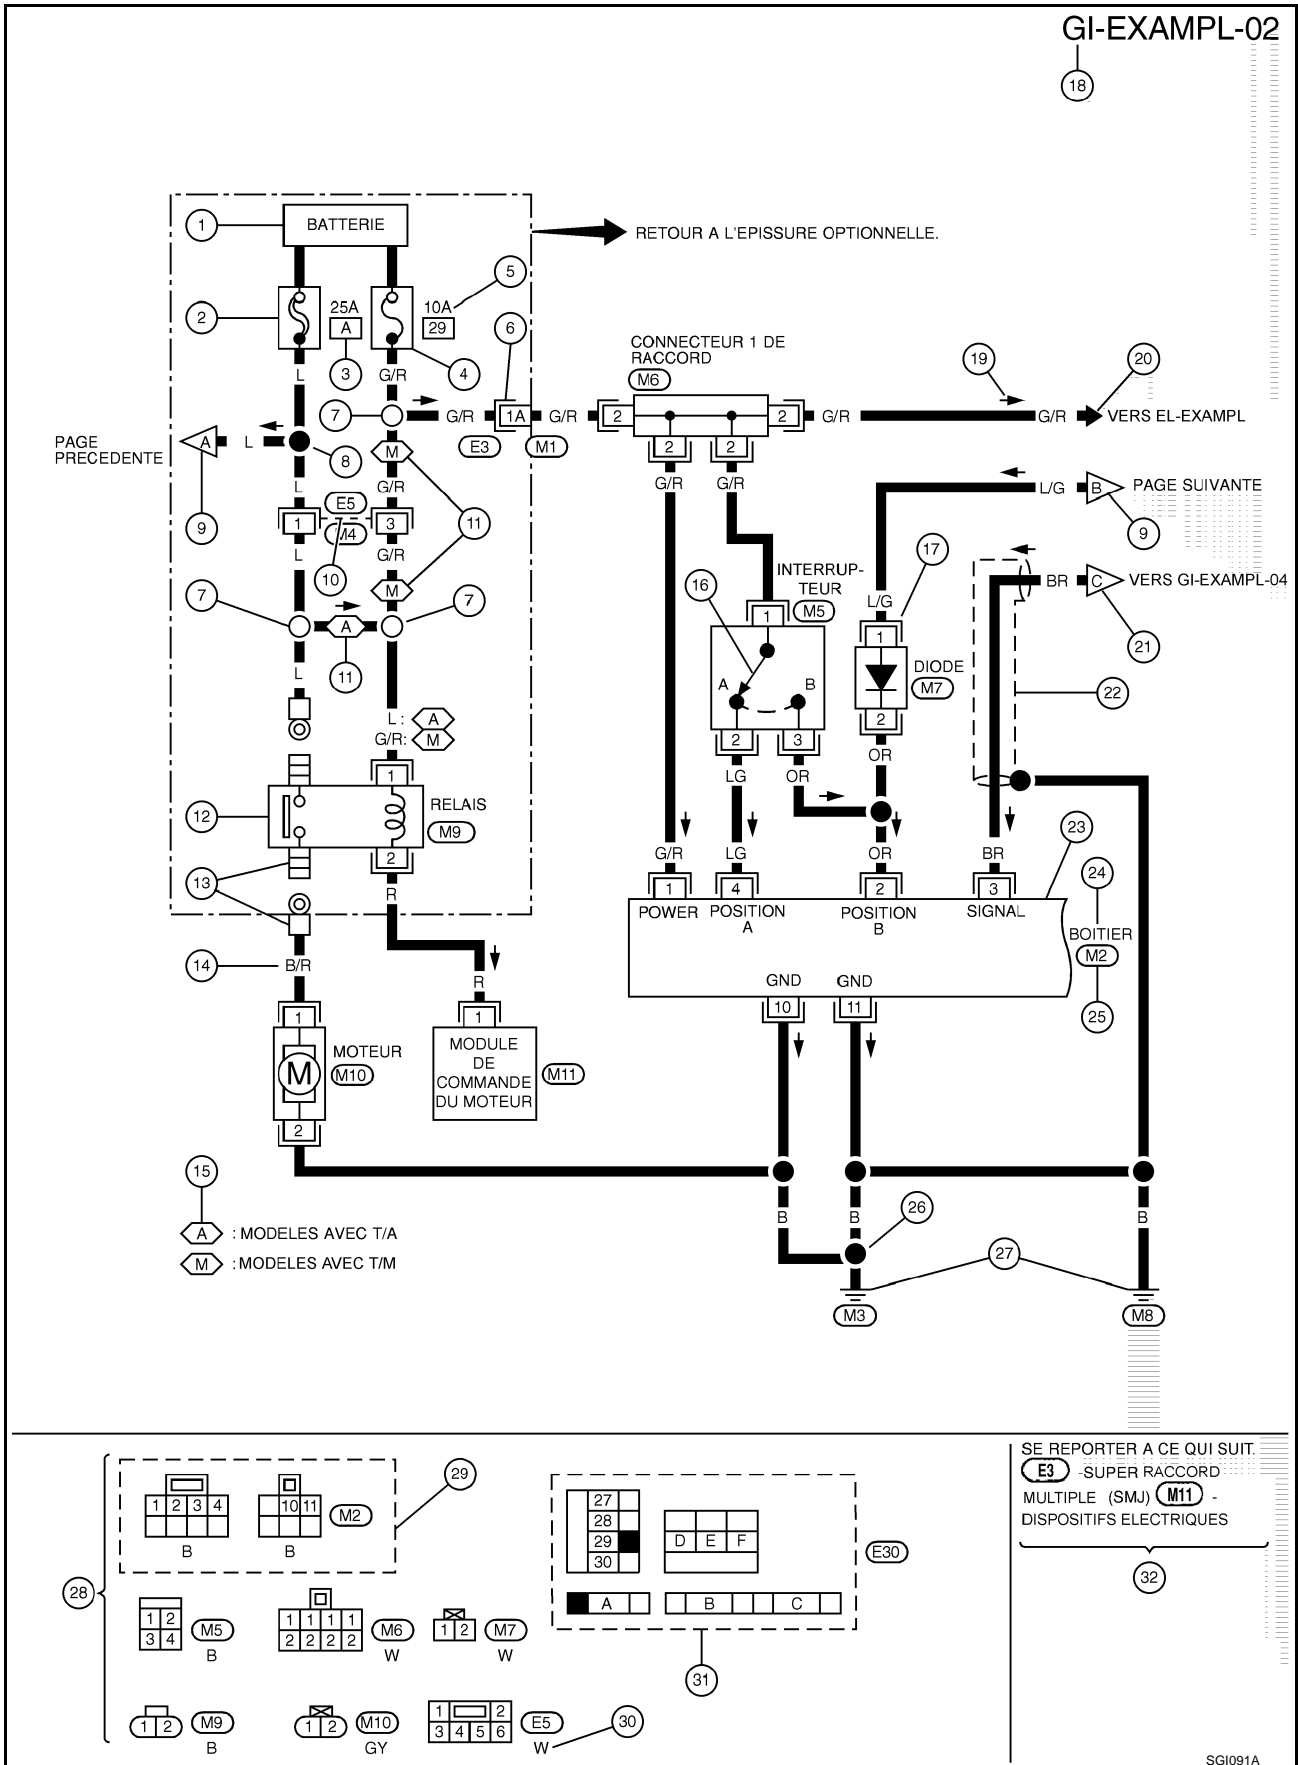 GI-EXAMPL-02
18
1
BATTERIE
RETOUR A L'EPISSURE OPTIONNELLE.
5
2
25A
A
10A
29
6
3
4
L
G/R
CONNECTEUR 1 DE
RACCORD
M6
19
20
7
G/R
1A
G/R
2
2
G/R
G/R
VERS EL-EXAMPL
E3
M1
2
2
PAGE
PRECEDENTE
A
L
8
M
G/R
G/R
L
G/R
L/G
B
PAGE SUIVANTE
9
E5
1
3
M4
11
9
L
G/R
10
17
INTERRUP-
TEUR
M5
16
BR
C
VERS GI-EXAMPL-04
7
M
7
L/G
1
1
A
21
11
L
A
B
DIODE
M7
22
L :
A
G/R:
M
2
3
2
LG
OR
OR
1
12
RELAIS
M9
2
23
13
R
G/R
LG
OR
BR
24
1
4
2
3
POWER
POSITION
A
POSITION
B
SIGNAL
BOITIER
M2
14
B/R
R
GND
GND
10
11
25
1
1
M
MOTEUR
M10
MODULE
DE
COMMANDE
DU MOTEUR
M11
2
15
A
: MODELES AVEC T/A
M
: MODELES AVEC T/M
B
B
B
26
27
M3
M8
28
1 2 3 4
10 11
M2
B
B
29
27
28
29
30
D E F
E30
A
B
C
31
1 2
3 4
M5
B
1 1 1 1
2 2 2 2
M6
W
1 2
M7
W
1 2
M9
B
1 2
M10
GY
1 2
3 4 5 6
E5
W
30
SE REPORTER A CE QUI SUIT.
E3 -SUPER RACCORD
MULTIPLE (SMJ) M11 -
DISPOSITIFS ELECTRIQUES
32
SGI091A